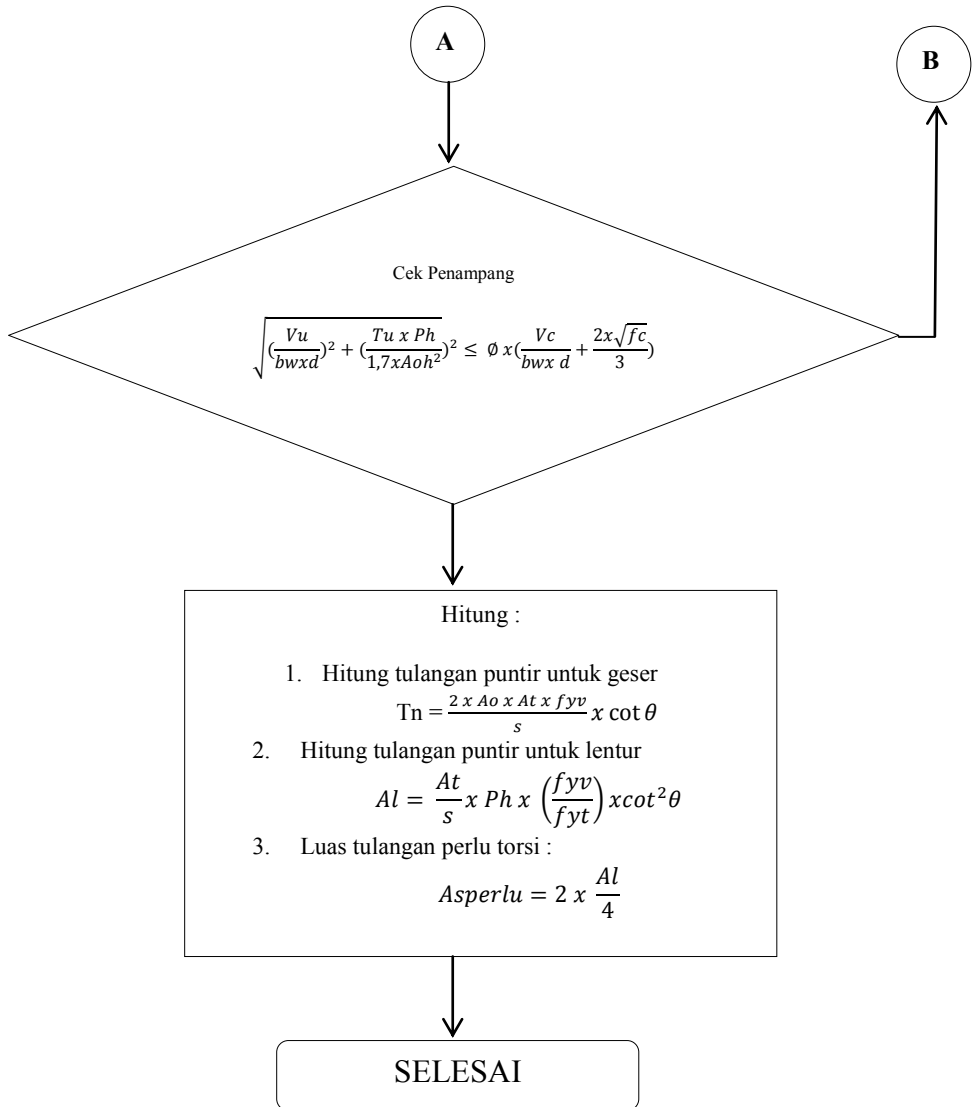 A
B
Cek Penampang
√((Vu/bwxd)² + (Tu x Ph/1,7xAoh²)² ≤ ∅ x(Vc/bwx d + 2x√fc/3)
Hitung :
1. Hitung tulangan puntir untuk geser
Tn = 2 x Ao x At x fyv/s x cot θ
2. Hitung tulangan puntir untuk lentur
Al = At/s x Ph x (fyv/fyt) xcot²θ
3. Luas tulangan perlu torsi :
Asperlu = 2 x Al/4
SELESAI